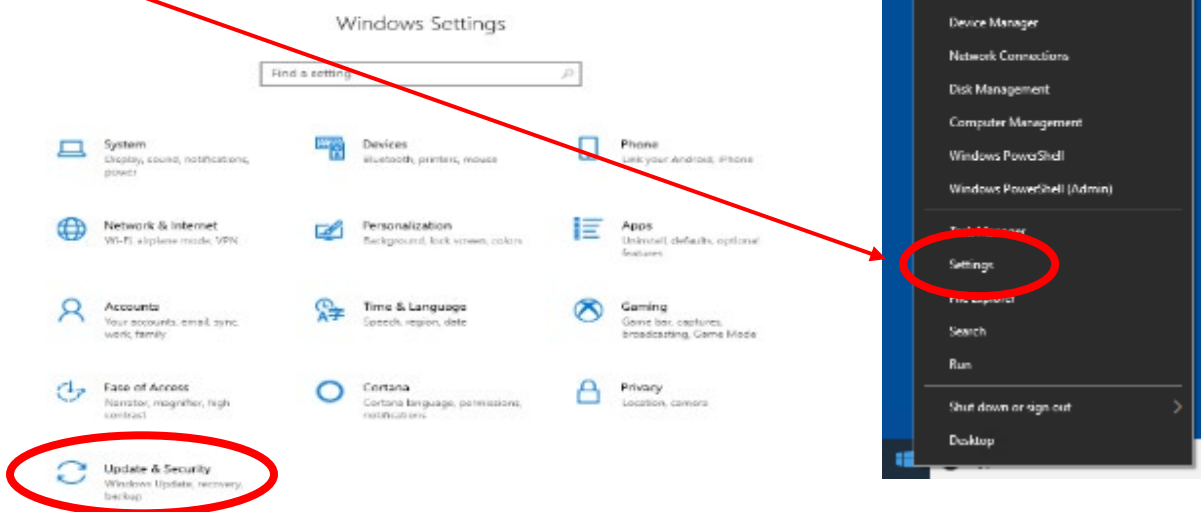 Windows Settings
Find a setting
System
Display, sound, notifications,
power
Devices
Bluetooth, printers, mouse
Phone
Link your Android, iPhone
Network & Internet
Wi-Fi, airplane mode, VPN
Personalization
Background, lock screen, colors
Apps
Uninstall, defaults, optional
features
Accounts
Your accounts, email, sync,
work, family
Time & Language
Speech, region, date
Gaming
Game bar, captures,
broadcasting, Game Mode
Ease of Access
Narrator, magnifier, high
contrast
Cortana
Cortana language, permissions,
notifications
Privacy
Location, camera
Update & Security
Windows Update, recovery,
backup
Device Manager
Network Connections
Disk Management
Computer Management
Windows PowerShell
Windows PowerShell (Admin)
Task Manager
Settings
File Explorer
Search
Run
Shut down or sign out
Desktop